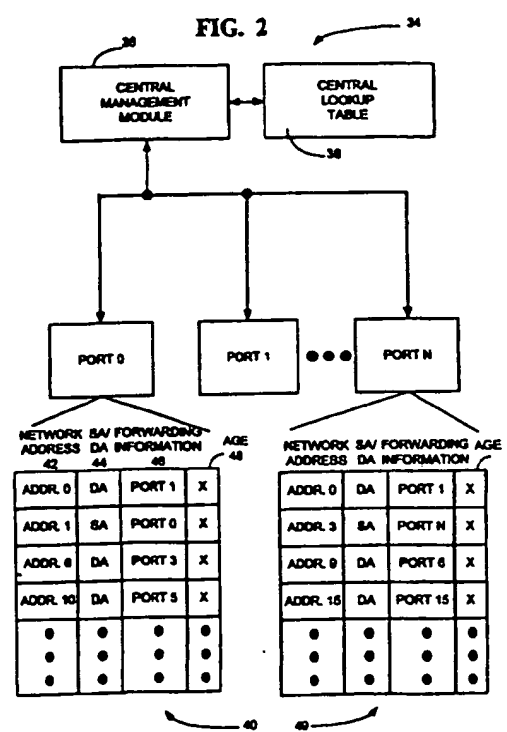 FIG. 2
36
34
CENTRAL
MANAGEMENT
MODULE
CENTRAL
LOOKUP
TABLE
38
PORT 0
PORT 1
PORT N
NETWORK SA/ FORWARDING AGE
ADDRESS DA INFORMATION
42 44 46 48
ADDR. 0 DA PORT 1 X
ADDR. 1 SA PORT 0 X
ADDR. 6 DA PORT 3 X
ADDR. 10 DA PORT 5 X
NETWORK SA/ FORWARDING AGE
ADDRESS DA INFORMATION
ADDR. 0 DA PORT 1 X
ADDR. 3 SA PORT N X
ADDR. 9 DA PORT 6 X
ADDR. 15 DA PORT 15 X
40
49